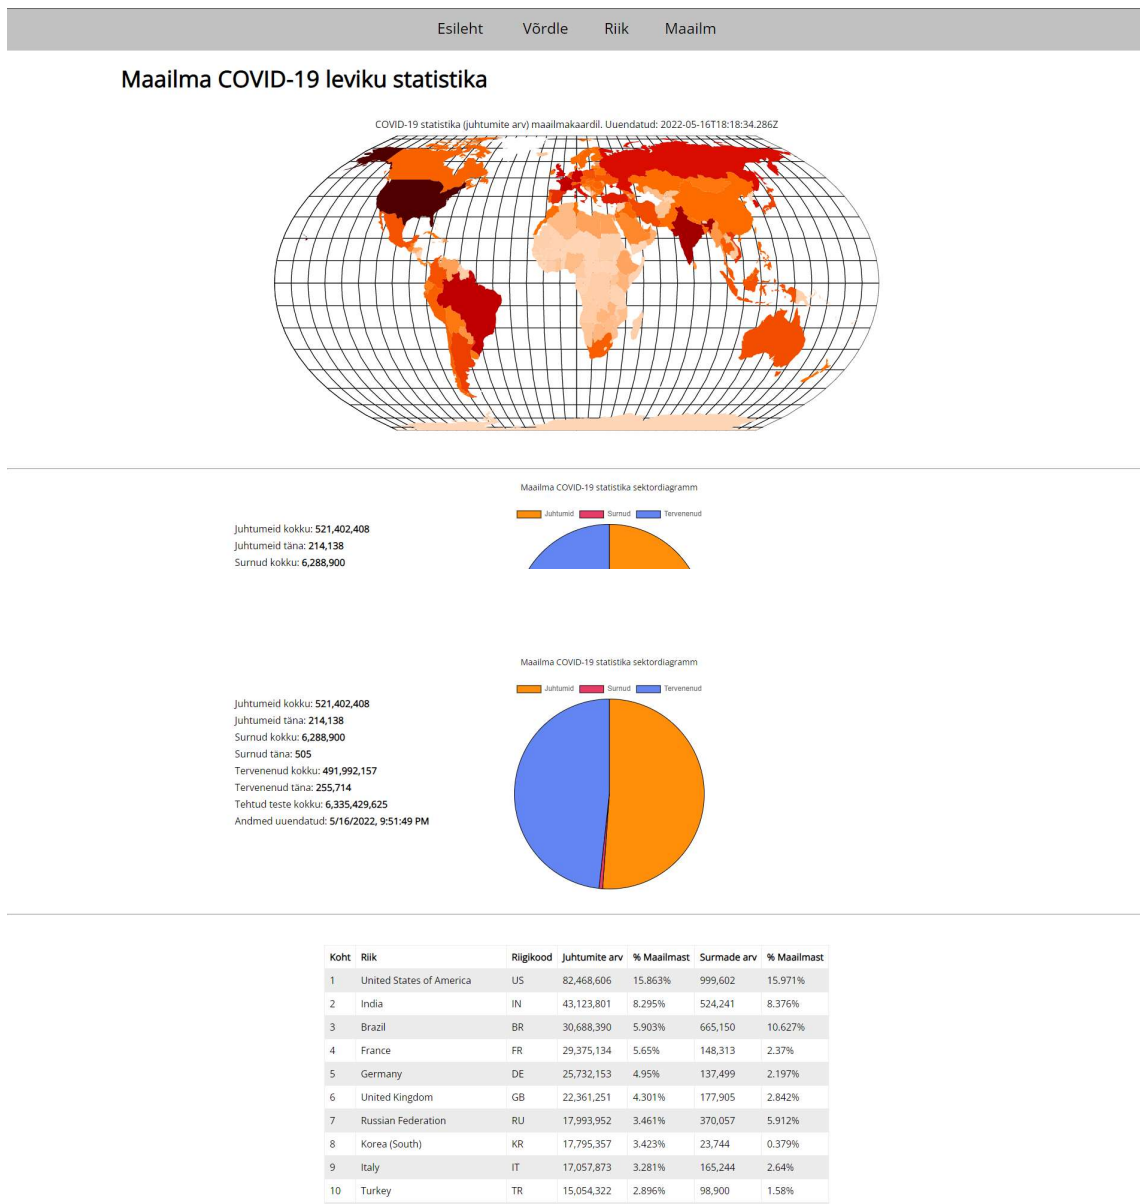 Esileht Võrdle Riik Maailm
Maailma COVID-19 leviku statistika
COVID-19 statistika (juhtumite arv) maailmakaardil. Uuendatud: 2022-05-16T18:18:34.286Z
Maailma COVID-19 statistika sektordiagramm
Juhtumid Surnud Tervenenud
Juhtumeid kokku: 521,402,408
Juhtumeid täna: 214,138
Surnud kokku: 6,288,900
Maailma COVID-19 statistika sektordiagramm
Juhtumid Surnud Tervenenud
Juhtumeid kokku: 521,402,408
Juhtumeid täna: 214,138
Surnud kokku: 6,288,900
Surnud täna: 505
Tervenenud kokku: 491,992,157
Tervenenud täna: 255,714
Tehtud teste kokku: 6,335,429,625
Andmed uuendatud: 5/16/2022, 9:51:49 PM
Koht Riik Riigikood Juhtumite arv % Maailmast Surmade arv % Maailmast
1 United States of America US 82,468,606 15.863% 999,602 15.971%
2 India IN 43,123,801 8.295% 524,241 8.376%
3 Brazil BR 30,688,390 5.903% 665,150 10.627%
4 France FR 29,375,134 5.65% 148,313 2.37%
5 Germany DE 25,732,153 4.95% 137,499 2.197%
6 United Kingdom GB 22,361,251 4.301% 177,905 2.842%
7 Russian Federation RU 17,993,952 3.461% 370,057 5.912%
8 Korea (South) KR 17,795,357 3.423% 23,744 0.379%
9 Italy IT 17,057,873 3.281% 165,244 2.64%
10 Turkey TR 15,054,322 2.896% 98,900 1.58%